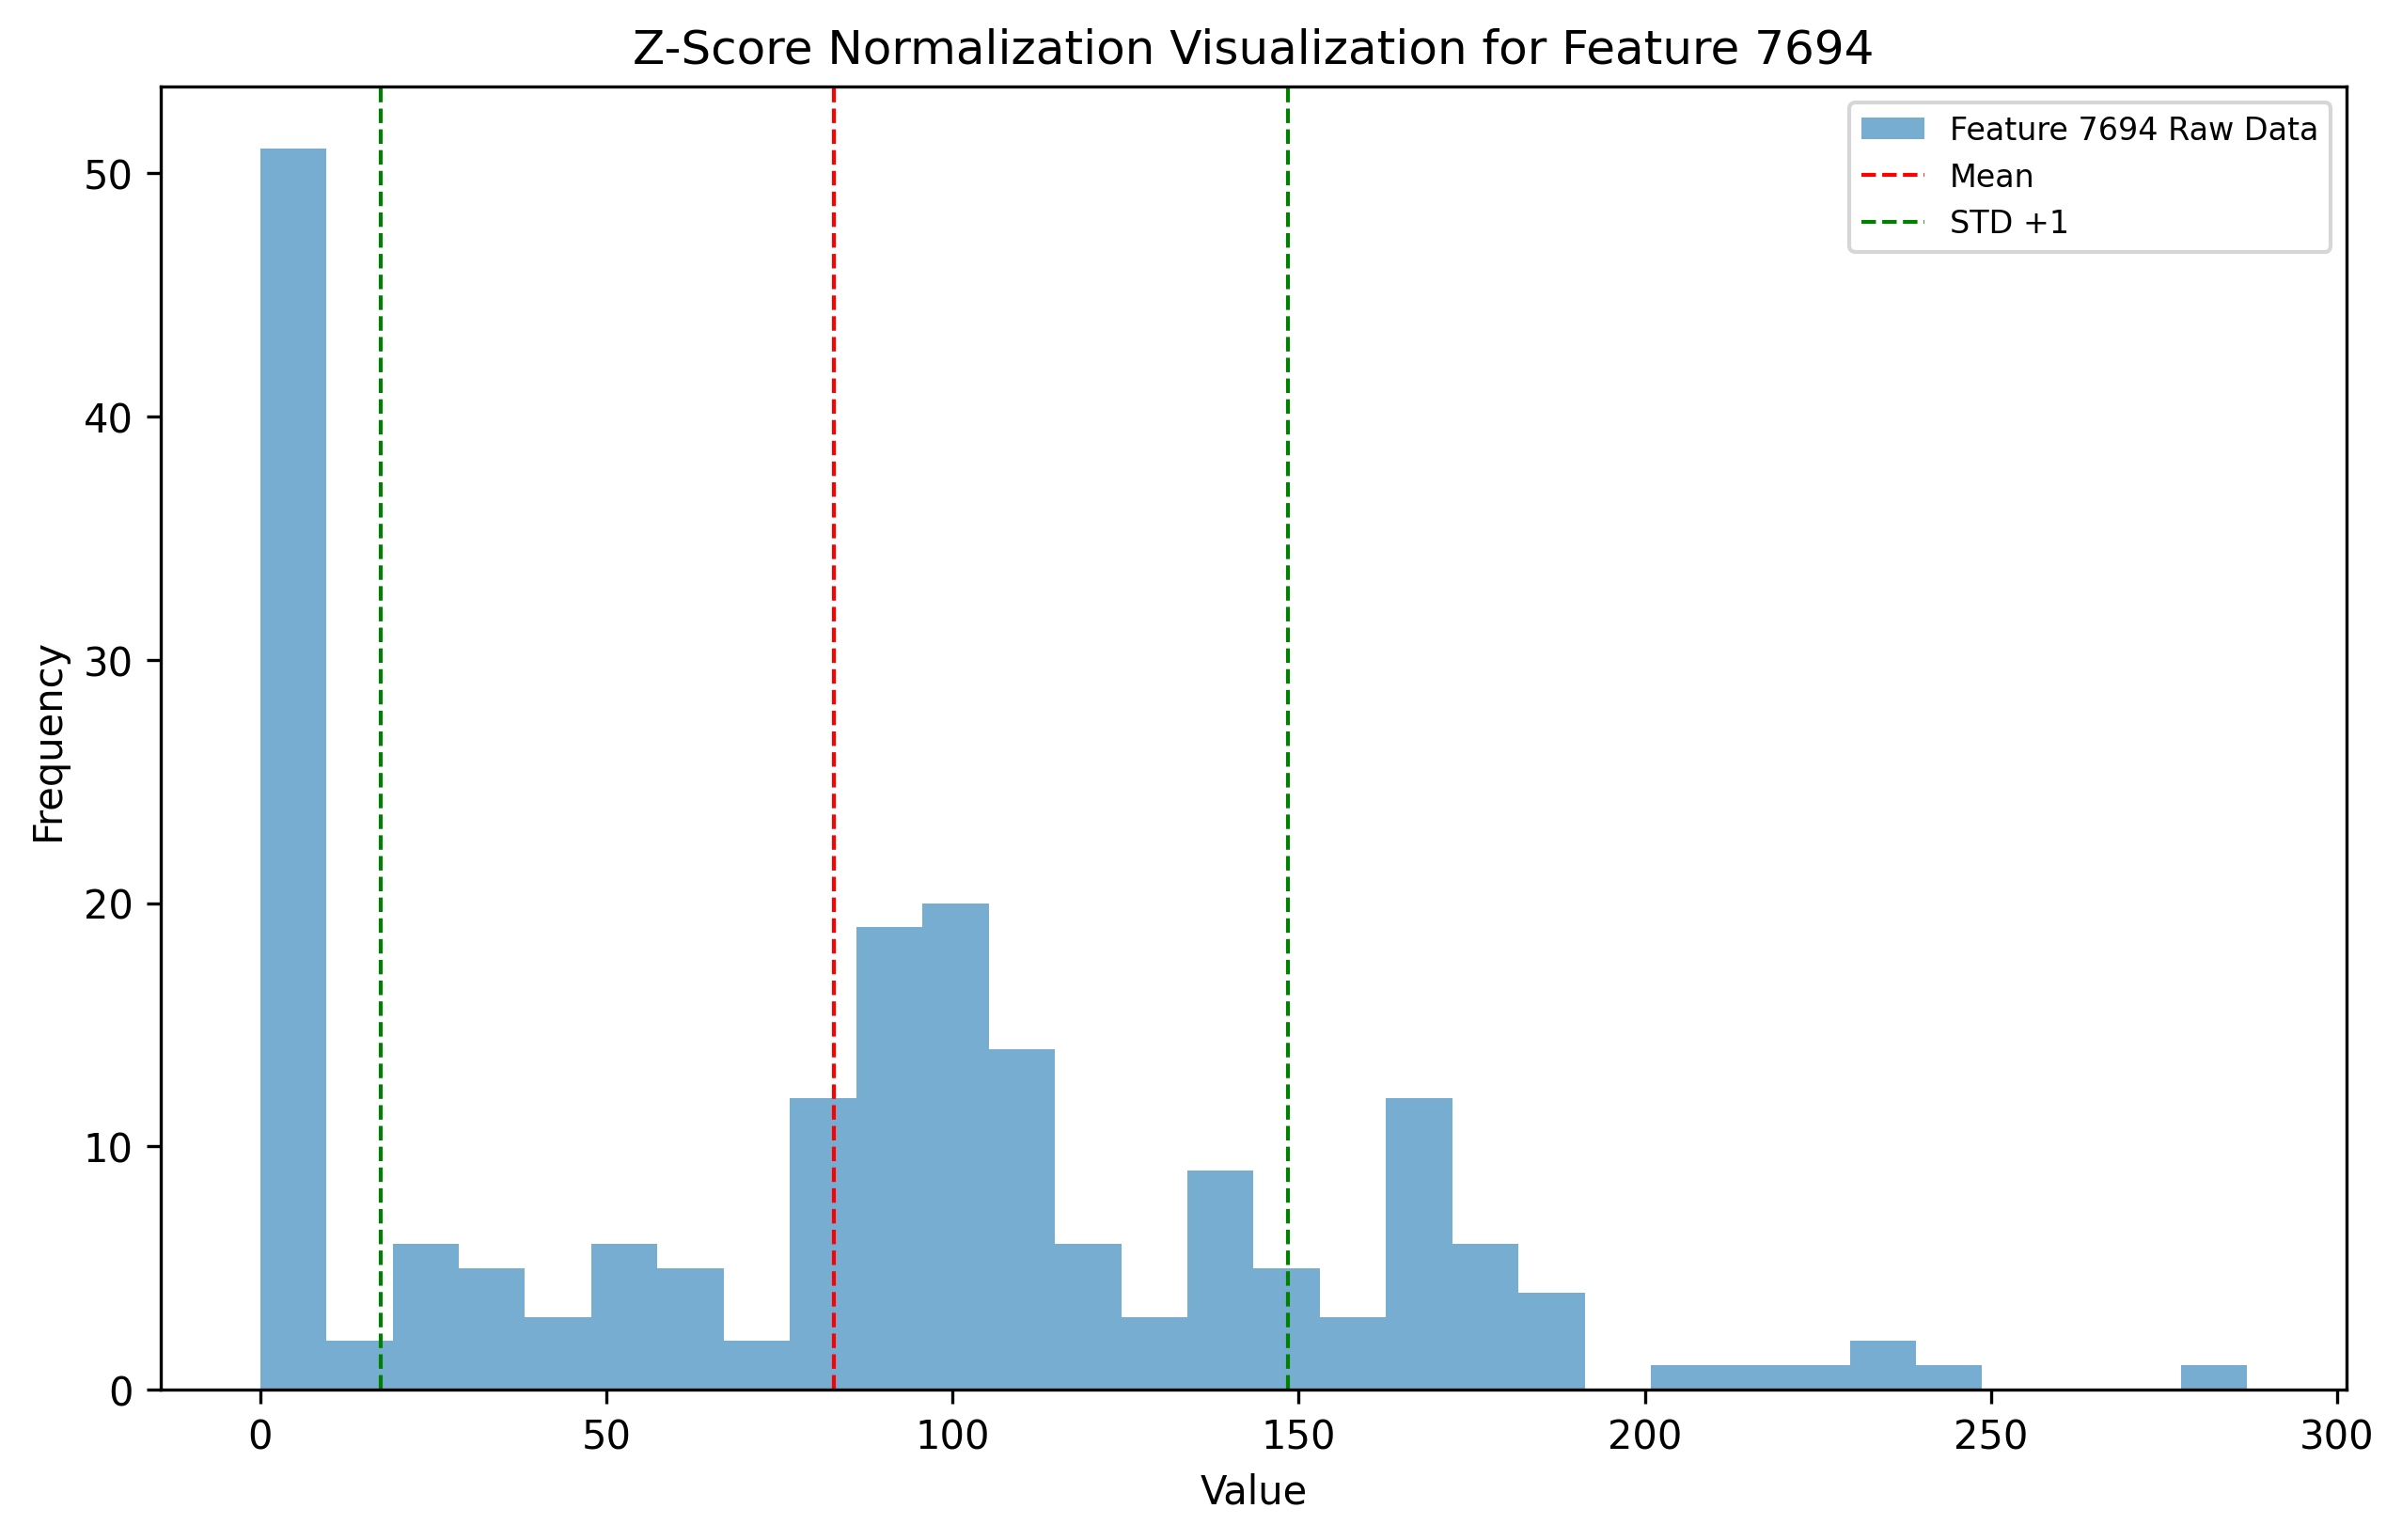 Z-Score Normalization Visualization for Feature 7694
Feature 7694 Raw Data
Mean
STD +1
50
40
30
20
10
0
Frequency
0 50 100 150 200 250 300
Value